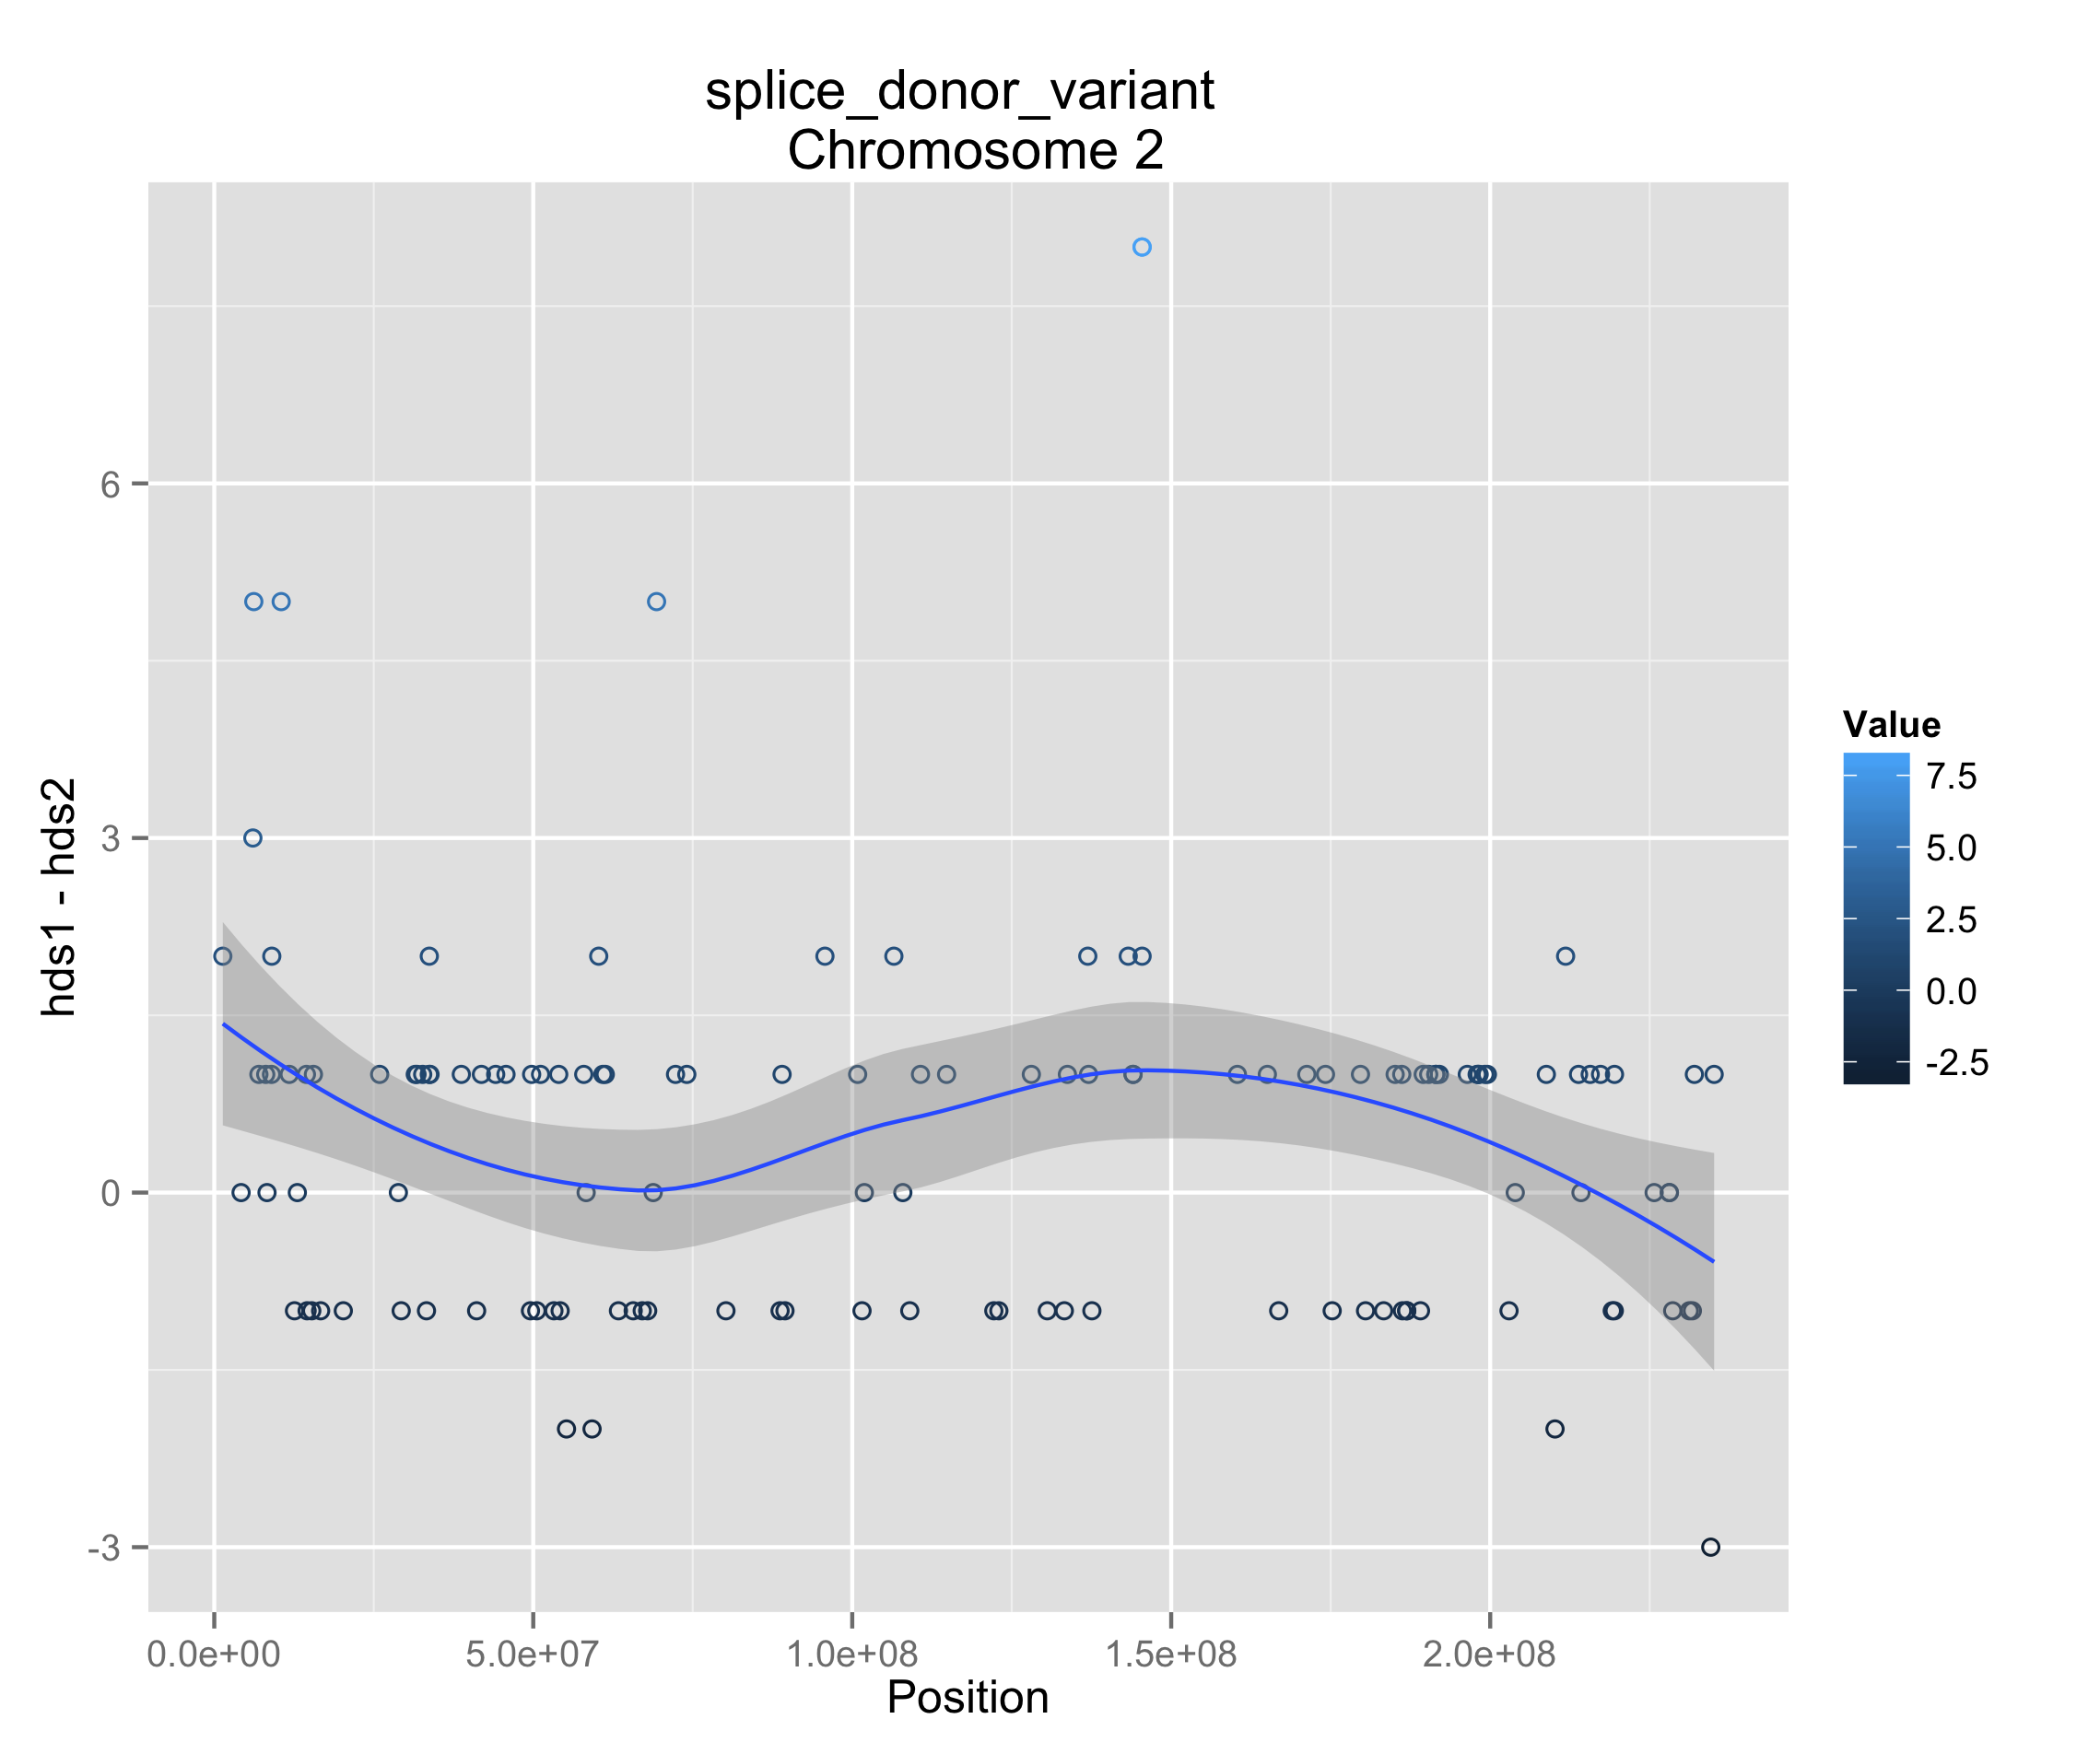 splice_donor_variant
Chromosome 2
hds1 - hds2
6
3
0
-3
0.0e+00
5.0e+07
1.0e+08
1.5e+08
2.0e+08
Position
Value
7.5
5.0
2.5
0.0
-2.5